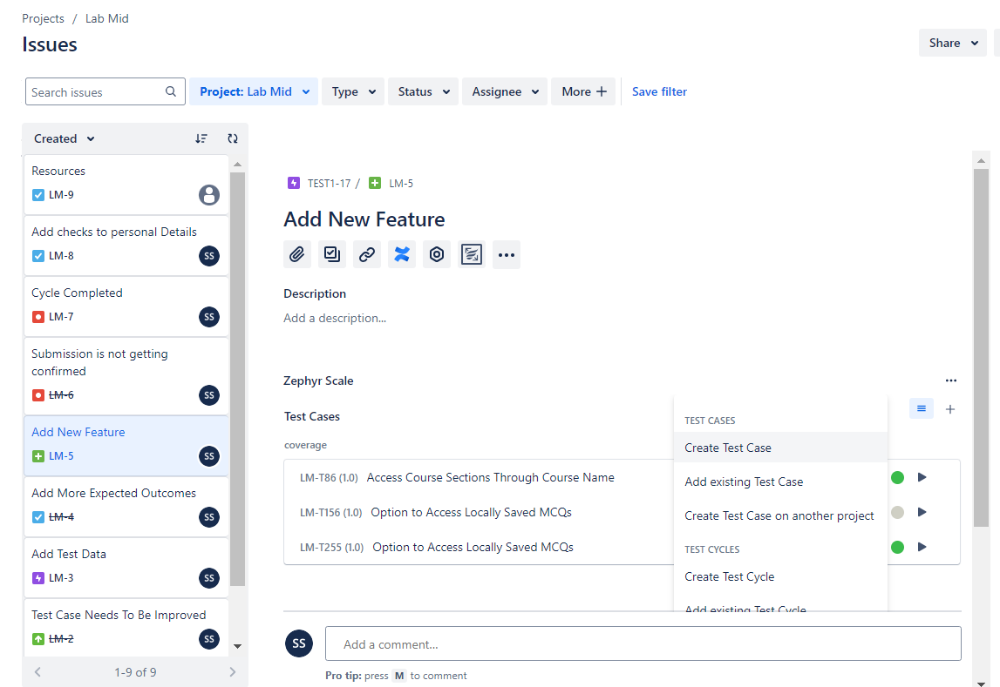 Projects / Lab Mid
Issues
Share
Search issues
Project: Lab Mid
Type
Status
Assignee
More
Save filter
Created
Resources
LM-9
Add checks to personal Details
LM-8
SS
Cycle Completed
LM-7
SS
Submission is not getting
confirmed
LM-6
SS
Add New Feature
LM-5
SS
Add More Expected Outcomes
LM-4
SS
Add Test Data
LM-3
SS
Test Case Needs To Be Improved
LM-2
SS
1-9 of 9
TEST1-17 / LM-5
Add New Feature
Description
Add a description...
Zephyr Scale
Test Cases
coverage
LM-T86 (1.0) Access Course Sections Through Course Name
LM-T156 (1.0) Option to Access Locally Saved MCQs
LM-T255 (1.0) Option to Access Locally Saved MCQs
TEST CASES
Create Test Case
Add existing Test Case
Create Test Case on another project
TEST CYCLES
Create Test Cycle
Add existing Test Cycle
SS
Add a comment...
Pro tip: press M to comment